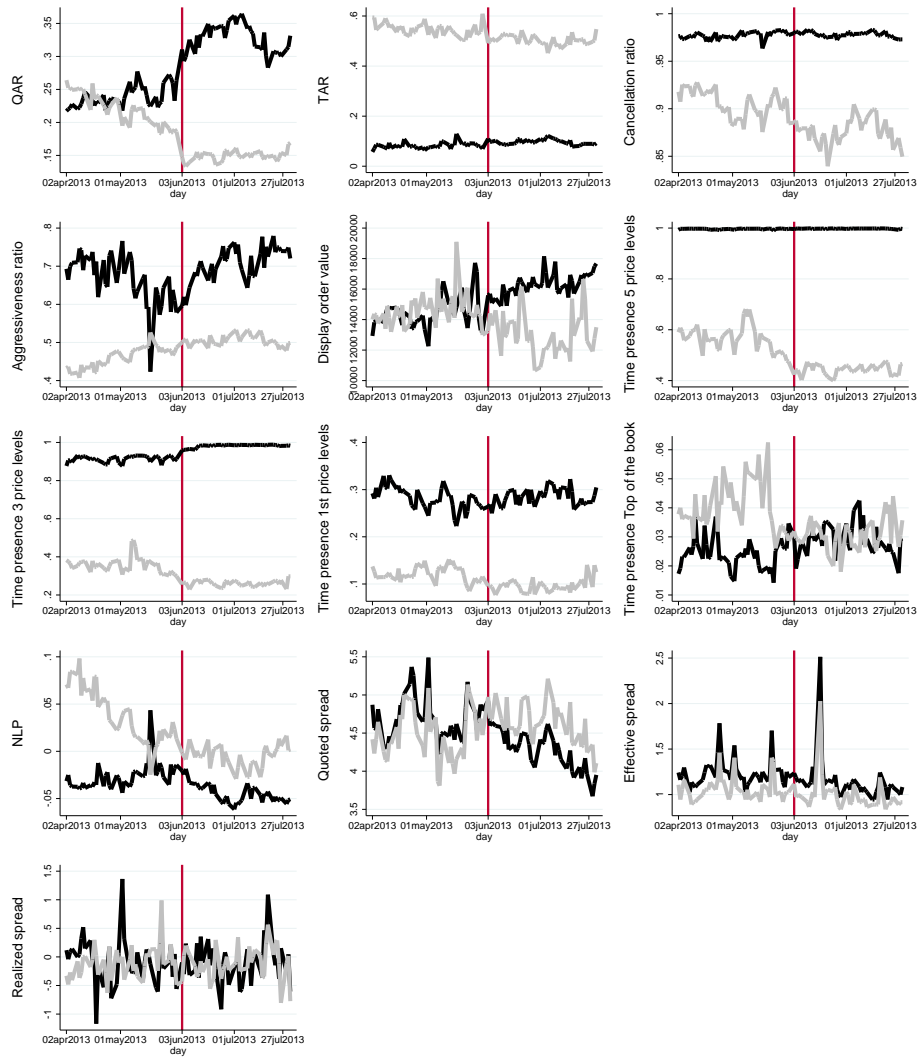 QAR
.35
.3
.25
.2
.15
02apr2013 01may2013 03jun2013 01jul2013 27jul2013
day
TAR
.6
.4
.2
0
02apr2013 01may2013 03jun2013 01jul2013 27jul2013
day
Cancellation ratio
1
.95
.9
.85
02apr2013 01may2013 03jun2013 01jul2013 27jul2013
day
Aggressiveness ratio
.8
.7
.6
.5
.4
02apr2013 01may2013 03jun2013 01jul2013 27jul2013
day
Display order value
20000
18000
16000
14000
12000
10000
02apr2013 01may2013 03jun2013 01jul2013 27jul2013
day
Time presence 5 price levels
1
.8
.6
.4
02apr2013 01may2013 03jun2013 01jul2013 27jul2013
day
Time presence 3 price levels
1
.8
.6
.4
.2
02apr2013 01may2013 03jun2013 01jul2013 27jul2013
day
Time presence 1st price levels
.4
.3
.2
.1
02apr2013 01may2013 03jun2013 01jul2013 27jul2013
day
Time presence Top of the book
.06
.05
.04
.03
.02
.01
02apr2013 01may2013 03jun2013 01jul2013 27jul2013
day
NLP
.1
.05
0
-.05
02apr2013 01may2013 03jun2013 01jul2013 27jul2013
day
Quoted spread
5.5
5
4.5
4
3.5
02apr2013 01may2013 03jun2013 01jul2013 27jul2013
day
Effective spread
2.5
2
1.5
1
02apr2013 01may2013 03jun2013 01jul2013 27jul2013
day
Realized spread
1.5
1
.5
0
-.5
-1
02apr2013 01may2013 03jun2013 01jul2013 27jul2013
day